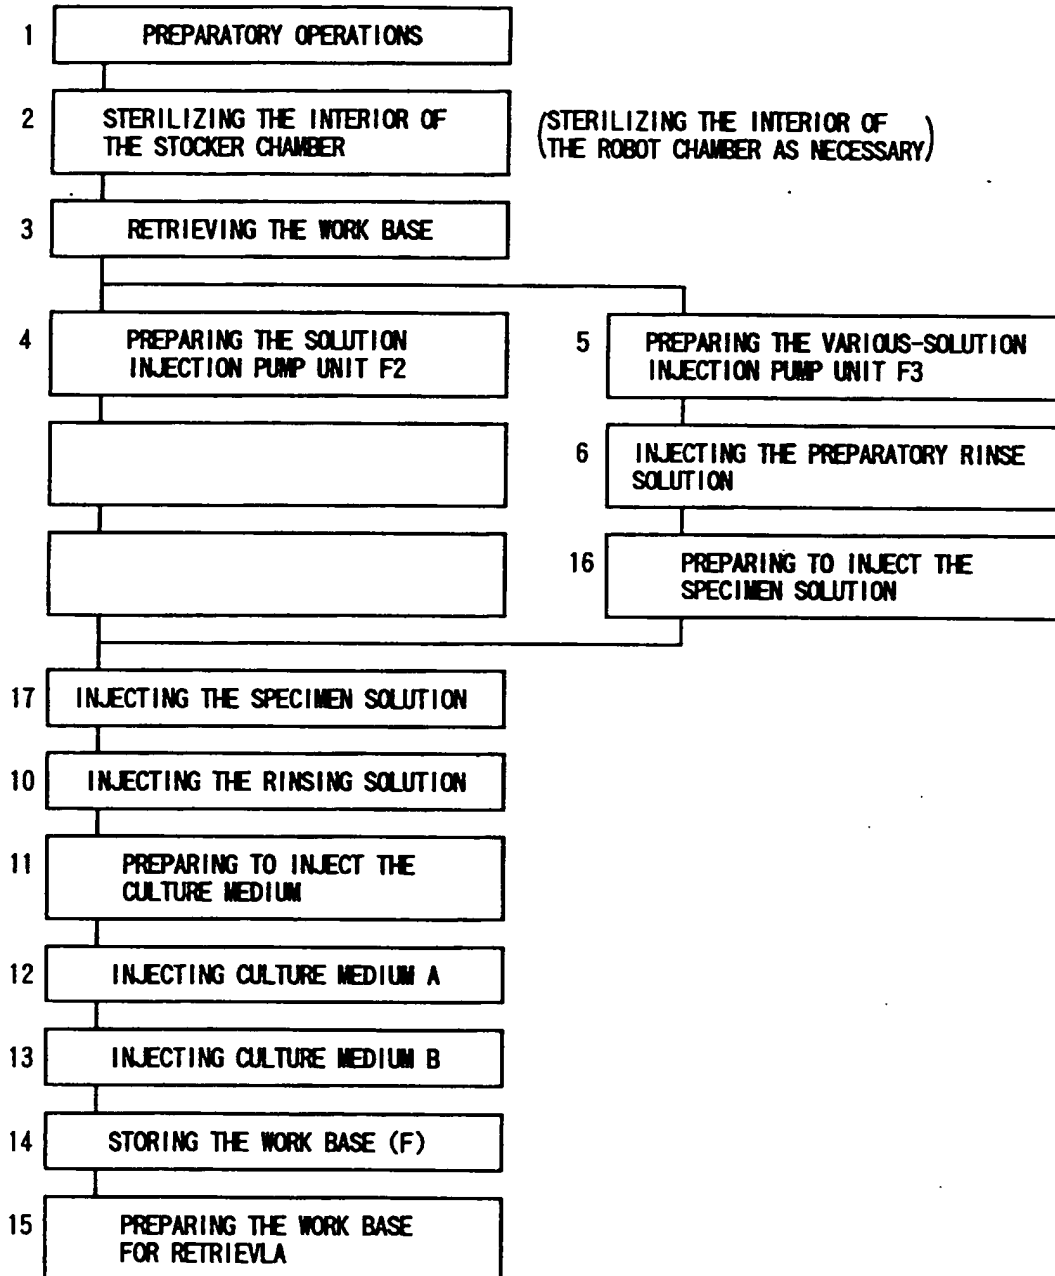 1 PREPARATORY OPERATIONS
2 STERILIZING THE INTERIOR OF
THE STOCKER CHAMBER
(STERILIZING THE INTERIOR OF
THE ROBOT CHAMBER AS NECESSARY)
3 RETRIEVING THE WORK BASE
4 PREPARING THE SOLUTION
INJECTION PUMP UNIT F2
5 PREPARING THE VARIOUS-SOLUTION
INJECTION PUMP UNIT F3
6 INJECTING THE PREPARATORY RINSE
SOLUTION
16 PREPARING TO INJECT THE
SPECIMEN SOLUTION
17 INJECTING THE SPECIMEN SOLUTION
10 INJECTING THE RINSING SOLUTION
11 PREPARING TO INJECT THE
CULTURE MEDIUM
12 INJECTING CULTURE MEDIUM A
13 INJECTING CULTURE MEDIUM B
14 STORING THE WORK BASE (F)
15 PREPARING THE WORK BASE
FOR RETRIEVLA